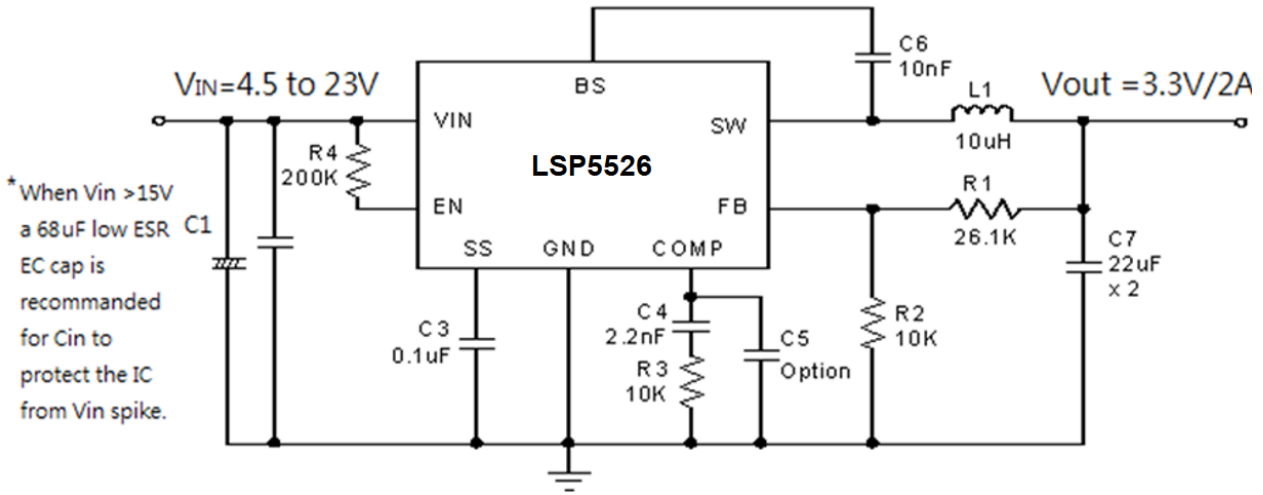 VIN=4.5 to 23V
Vout =3.3V/2A
C6
10nF
BS
L1
10uH
VIN
SW
R4
200K
LSP5526
EN
FB
R1
26.1K
*When Vin >15V
a 68uF low ESR
EC cap is
recommanded
for Cin to
protect the IC
from Vin spike.
C1
SS
GND
COMP
C7
22uF
x 2
C3
0.1uF
C4
2.2nF
R3
10K
C5
Option
R2
10K